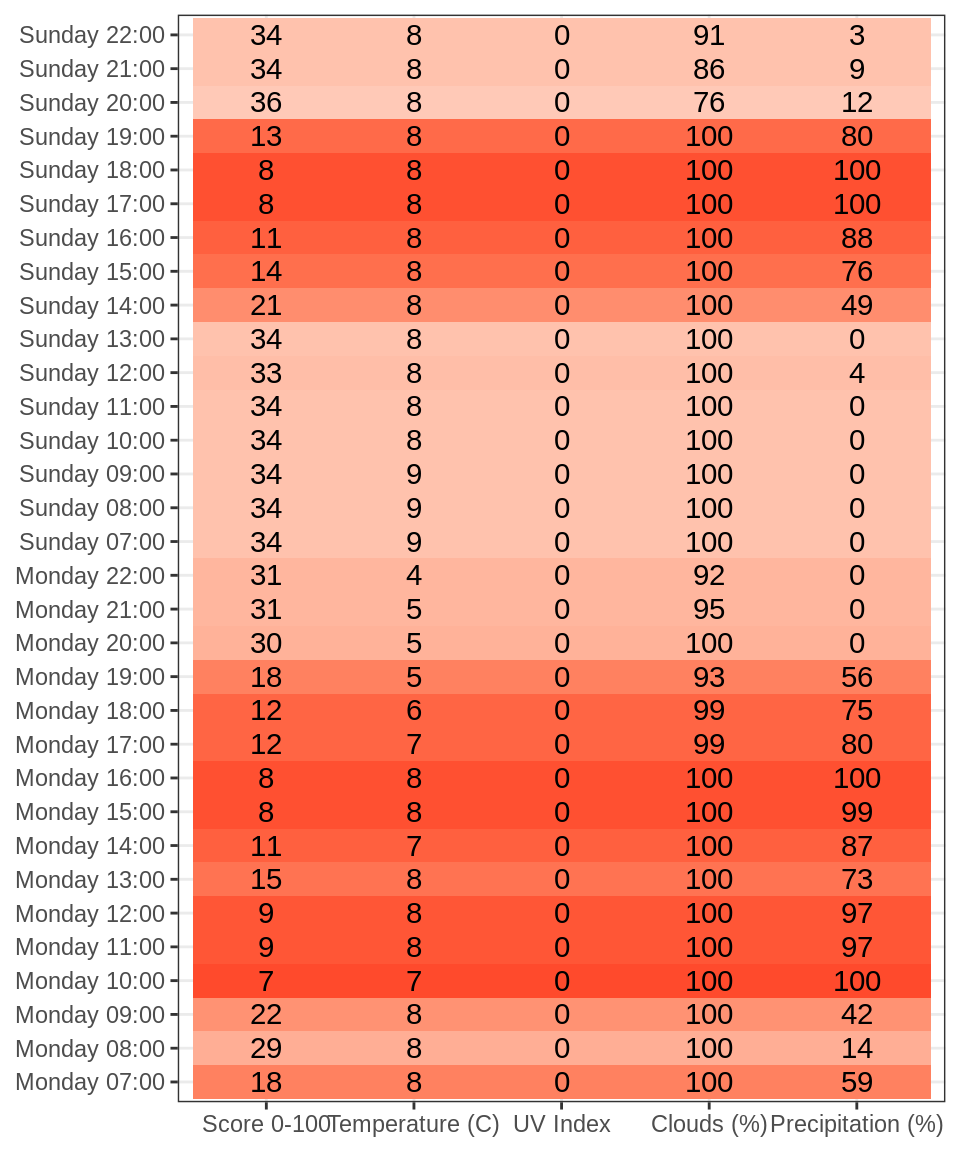 Sunday 22:00 34 8 0 91 3
Sunday 21:00 34 8 0 86 9
Sunday 20:00 36 8 0 76 12
Sunday 19:00 13 8 0 100 80
Sunday 18:00 8 8 0 100 100
Sunday 17:00 8 8 0 100 100
Sunday 16:00 11 8 0 100 88
Sunday 15:00 14 8 0 100 76
Sunday 14:00 21 8 0 100 49
Sunday 13:00 34 8 0 100 0
Sunday 12:00 33 8 0 100 4
Sunday 11:00 34 8 0 100 0
Sunday 10:00 34 8 0 100 0
Sunday 09:00 34 9 0 100 0
Sunday 08:00 34 9 0 100 0
Sunday 07:00 34 9 0 100 0
Monday 22:00 31 4 0 92 0
Monday 21:00 31 5 0 95 0
Monday 20:00 30 5 0 100 0
Monday 19:00 18 5 0 93 56
Monday 18:00 12 6 0 99 75
Monday 17:00 12 7 0 99 80
Monday 16:00 8 8 0 100 100
Monday 15:00 8 8 0 100 99
Monday 14:00 11 7 0 100 87
Monday 13:00 15 8 0 100 73
Monday 12:00 9 8 0 100 97
Monday 11:00 9 8 0 100 97
Monday 10:00 7 7 0 100 100
Monday 09:00 22 8 0 100 42
Monday 08:00 29 8 0 100 14
Monday 07:00 18 8 0 100 59
Score 0-100 Temperature (C) UV Index Clouds (%) Precipitation (%)